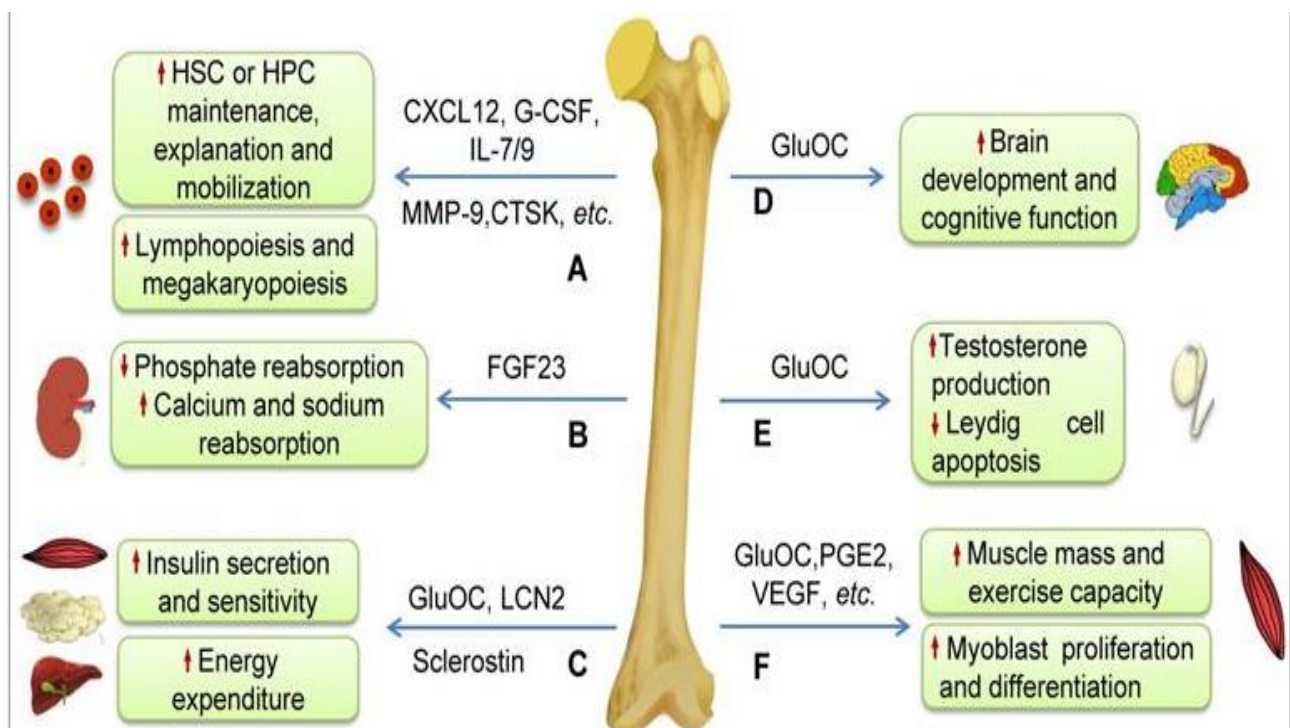 ↑ HSC or HPC
maintenance,
explanation and
mobilization
↑ Lymphopoiesis and
megakaryopoiesis
CXCL12, G-CSF,
IL-7/9
MMP-9,CTSK, etc.
A
↓ Phosphate reabsorption
↑ Calcium and sodium
reabsorption
FGF23
B
↑ Insulin secretion
and sensitivity
↑ Energy
expenditure
GluOC, LCN2
Sclerostin
C
GluOC
D
↑ Brain
development and
cognitive function
GluOC
E
↑ Testosterone
production
↓ Leydig cell
apoptosis
GluOC,PGE2,
VEGF, etc.
F
↑ Muscle mass and
exercise capacity
↑ Myoblast proliferation
and differentiation